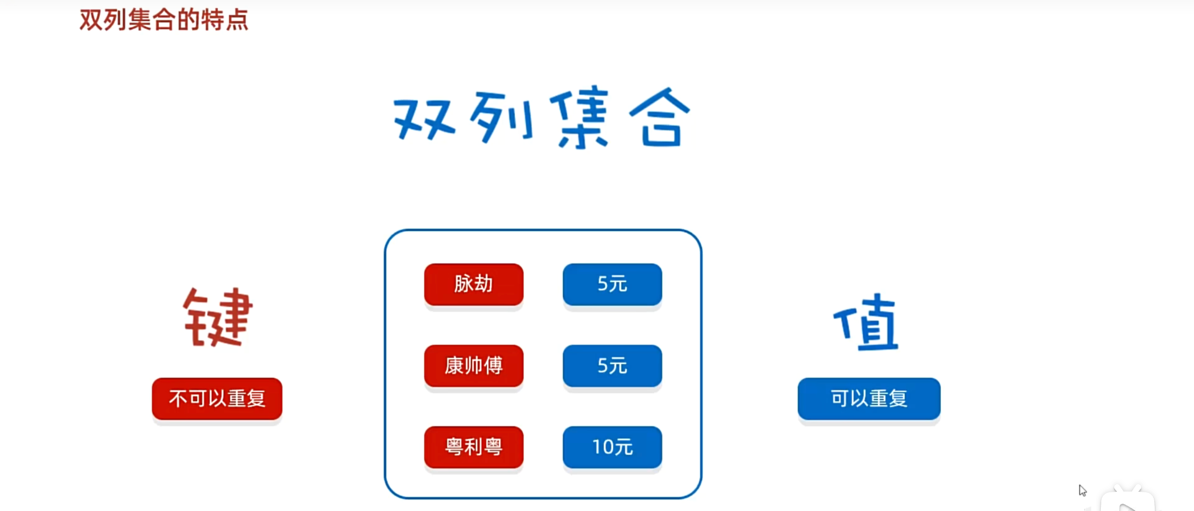 双列集合的特点
双列集合
键
不可以重复
脉劫 5元
康帅傅 5元
粤利粤 10元
值
可以重复